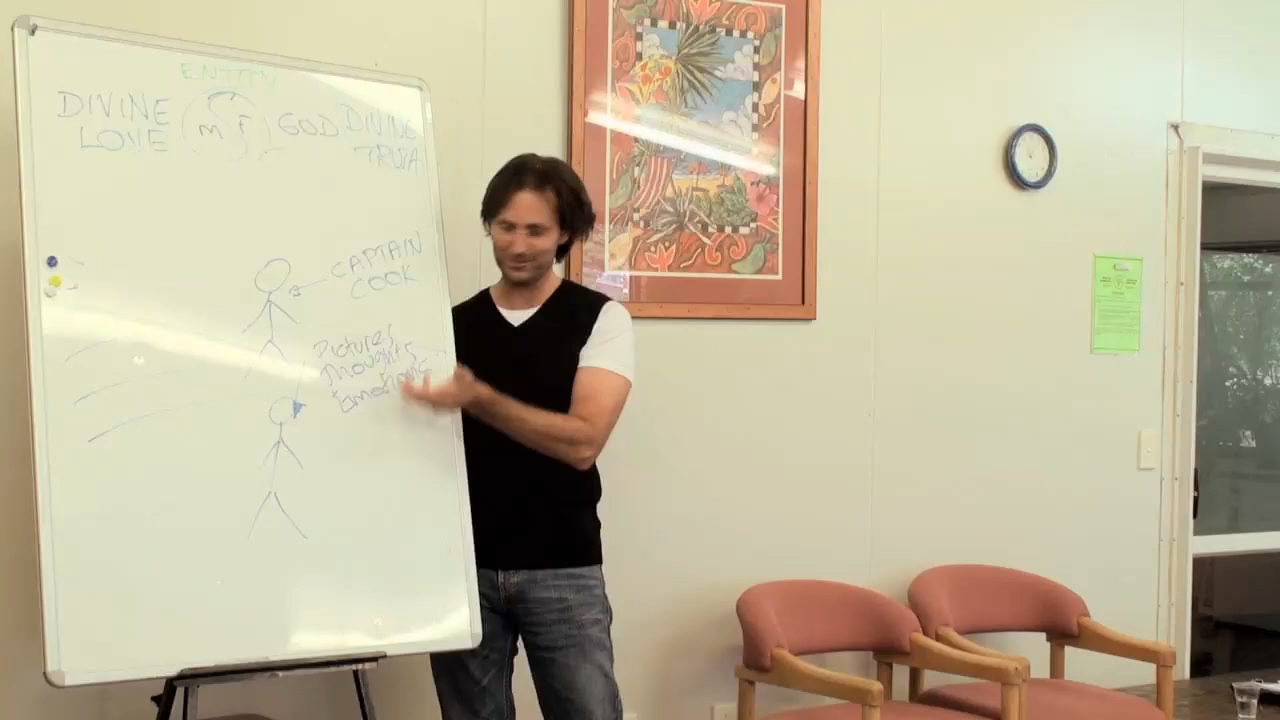 ENTITY
DIVINE
LOVE
M F
GOD
DIVINE
TRUTH
CAPTAIN
COOK
Pictures
Thoughts
Emotions